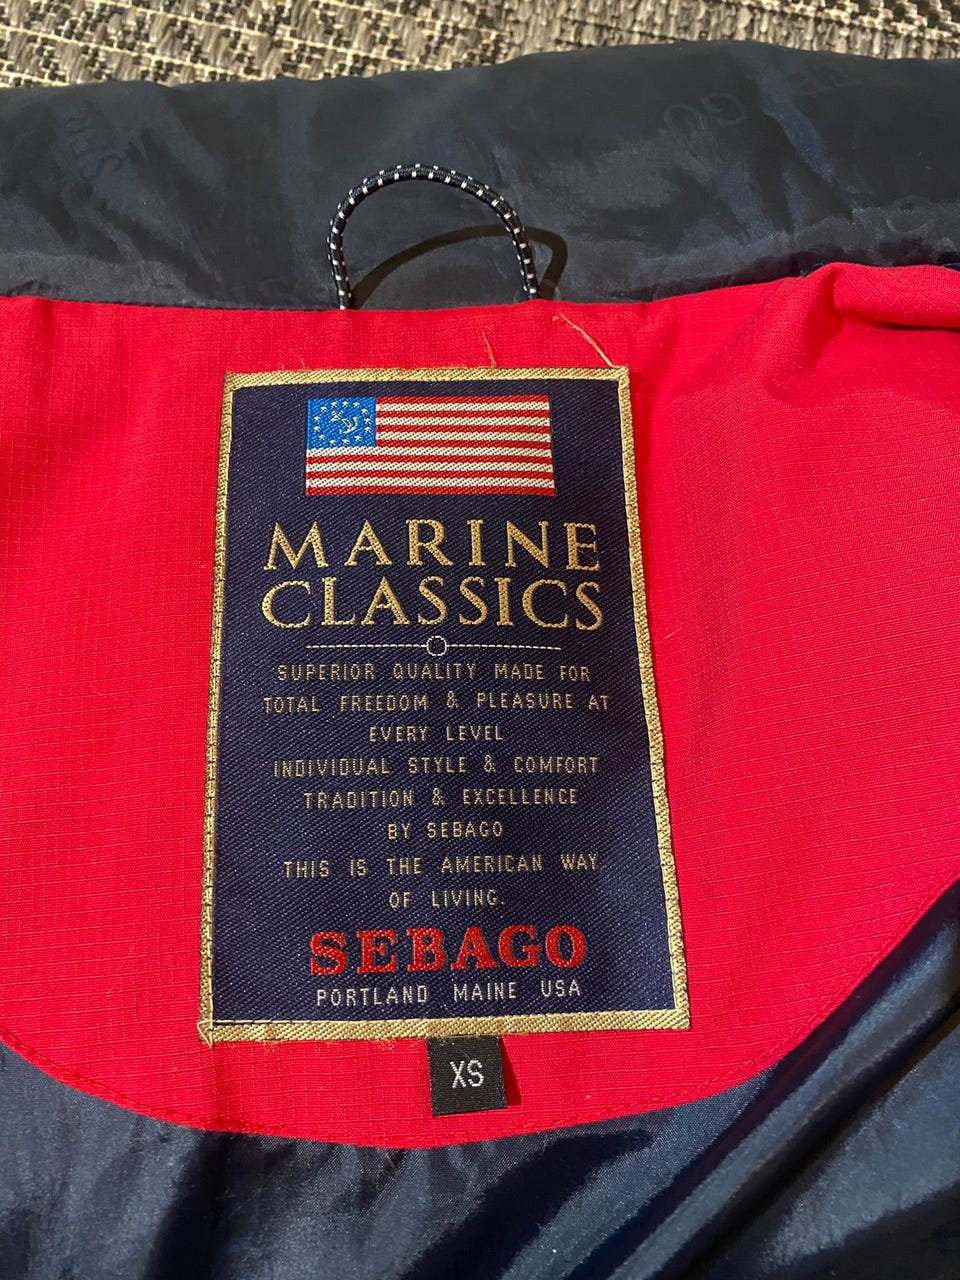 MARINE
CLASSICS
SUPERIOR QUALITY MADE FOR
TOTAL FREEDOM & PLEASURE AT
EVERY LEVEL
INDIVIDUAL STYLE & COMFORT
TRADITION & EXCELLENCE
BY SEBAGO
THIS IS THE AMERICAN WAY
OF LIVING.
SEBAGO
PORTLAND MAINE USA
XS